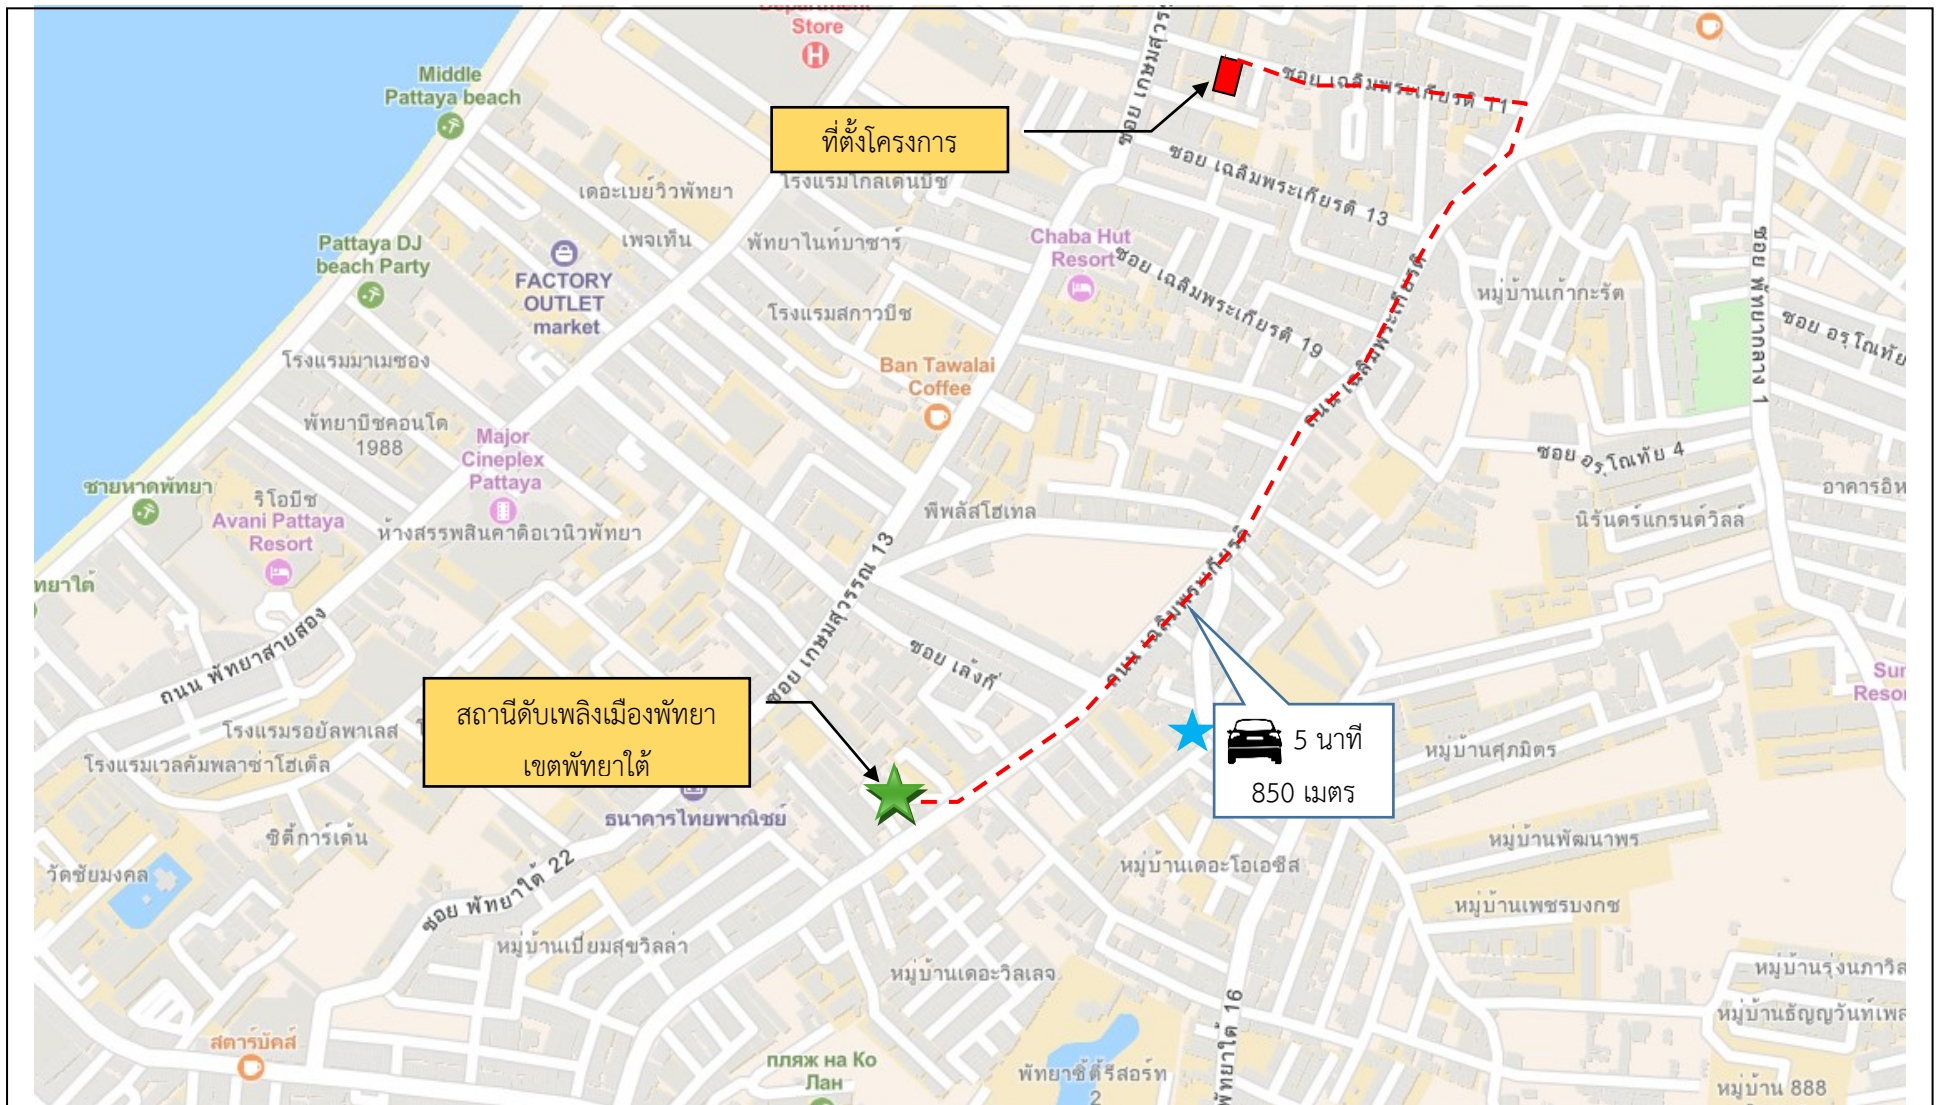 Department
Store
H
Middle
Pattaya beach
ซอย เฉลิมพระเกียรติ 11
ที่ตั้งโครงการ
ซอย เฉลิมพระเกียรติ 13
โรงแรมโกลเดนบีช
เดอะเบย์วิวพัทยา
Pattaya DJ
beach Party
เพจเท็น
พัทยาไนท์บาซาร์
Chaba Hut
Resort
ซอย เฉลิมพระเกียรติ 19
ถนน เฉลิมพระเกียรติ
หมู่บ้านเก้ากะรัต
ซอย พัทยากลาง 1
FACTORY
OUTLET
market
โรงแรมสกาวบีช
ซอย อรุโณทัย
โรงแรมมาเมซอง
Ban Tawalai
Coffee
พัทยาบีชคอนโด
1988
Major
Cineplex
Pattaya
ซอย อรุโณทัย 4
ชายหาดพัทยา
ริโอบีช
Avani Pattaya
Resort
ห้างสรรพสินคาดิอเวนิวพัทยา
พีพลัสโฮเทล
นิรันดร์แกรนด์วิลล์
ซอย เกษมสุวรรณ 13
ถนน เฉลิมพระเกียรติ
ถนน พัทยาสายสอง
ซอย เล้งกี่
สถานีดับเพลิงเมืองพัทยา
เขตพัทยาใต้
5 นาที
850 เมตร
หมู่บ้านศุภมิตร
โรงแรมรอยัลพาเลส
โรงแรมเวลคัมพลาซ่าโฮเต็ล
ธนาคารไทยพาณิชย์
ซิตี้การ์เด้น
หมู่บ้านพัฒนาพร
วัดชัยมงคล
หมู่บ้านเดอะโอเอซีส
ซอย พัทยาใต้ 22
หมู่บ้านเพชรบงกช
หมู่บ้านเปี่ยมสุขวิลล่า
หมู่บ้านเดอะวิลเลจ
หมู่บ้านรุ่งนภาวิล
หมู่บ้านธัญญวันท์เพล
สตาร์บัคส์
пляж на Ко
Лан
พัทยาซิตี้รีสอร์ท
2
พัทยาใต้ 16
หมู่บ้าน 888